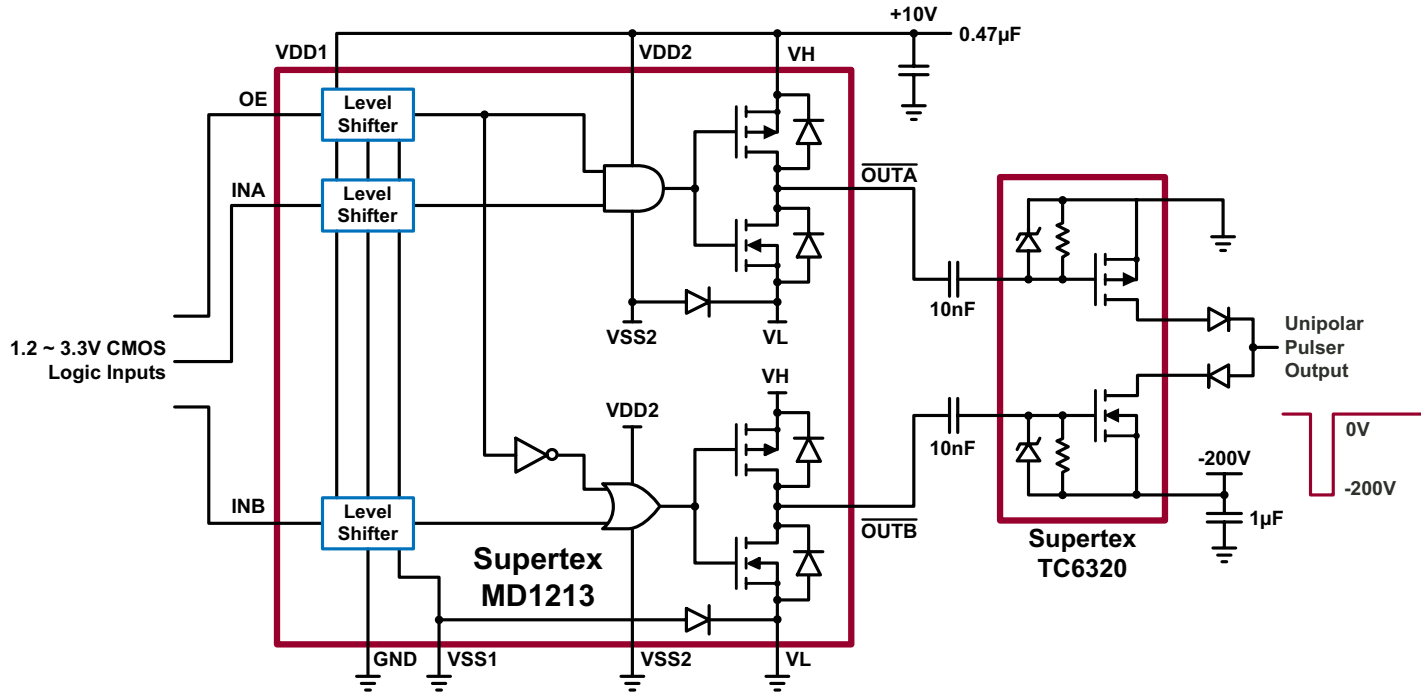 +10V
0.47µF
VDD1
VDD2
VH
OE
Level
Shifter
INA
Level
Shifter
OUTA
10nF
VSS2
VL
1.2 ~ 3.3V CMOS
Logic Inputs
Unipolar
Pulser
Output
VH
VDD2
10nF
0V
-200V
-200V
INB
Level
Shifter
OUTB
1µF
Supertex
MD1213
Supertex
TC6320
GND
VSS1
VSS2
VL